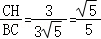 CH/BC = 3/3√5 = √5/5